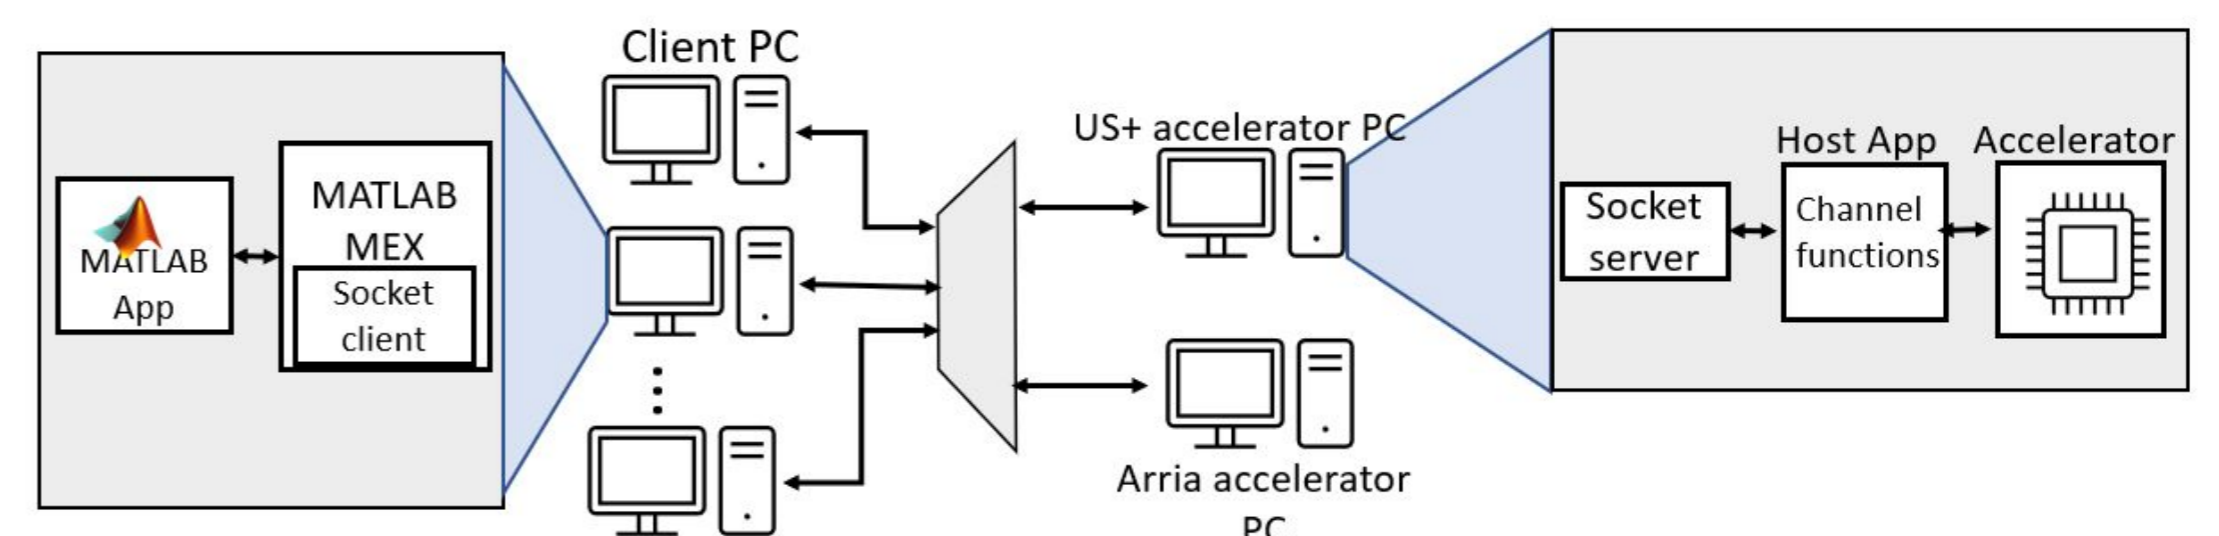 Client PC
MATLAB
App
MATLAB
MEX
Socket
client
US+ accelerator PC
Arria accelerator
PC
Socket
server
Host App
Channel
functions
Accelerator